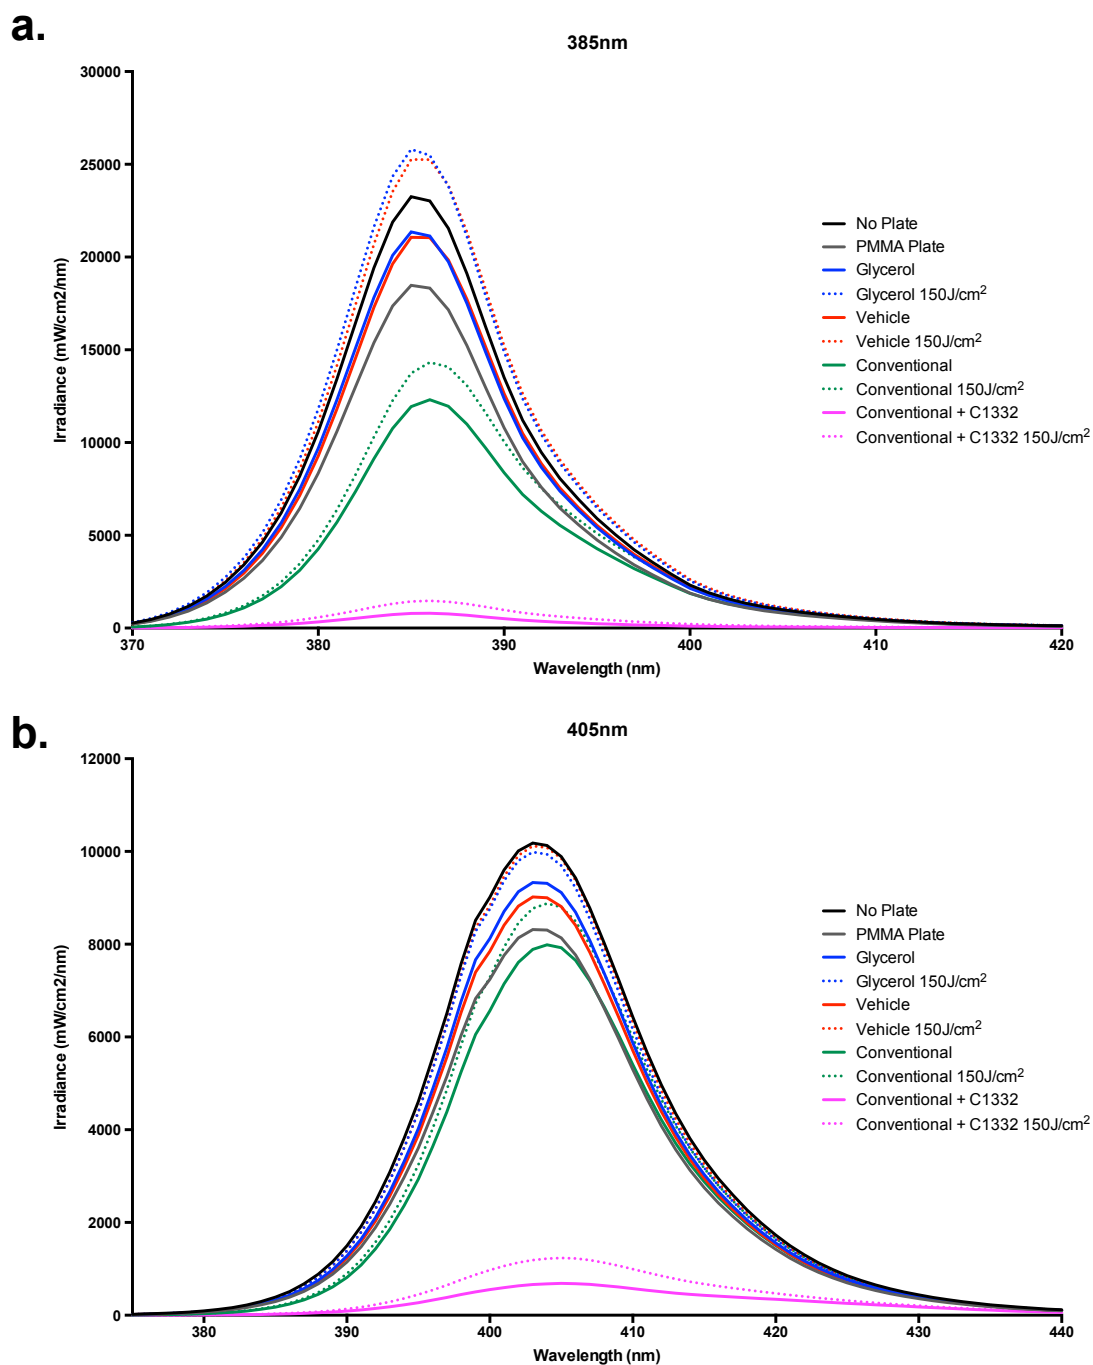 a.
385nm
30000
25000
20000
15000
10000
5000
0
Irradiance (mW/cm2/nm)
370 380 390 400 410 420
Wavelength (nm)
No Plate
PMMA Plate
Glycerol
Glycerol 150J/cm²
Vehicle
Vehicle 150J/cm²
Conventional
Conventional 150J/cm²
Conventional + C1332
Conventional + C1332 150J/cm²
b.
405nm
12000
10000
8000
6000
4000
2000
0
Irradiance (mW/cm2/nm)
380 390 400 410 420 430 440
Wavelength (nm)
No Plate
PMMA Plate
Glycerol
Glycerol 150J/cm²
Vehicle
Vehicle 150J/cm²
Conventional
Conventional 150J/cm²
Conventional + C1332
Conventional + C1332 150J/cm²